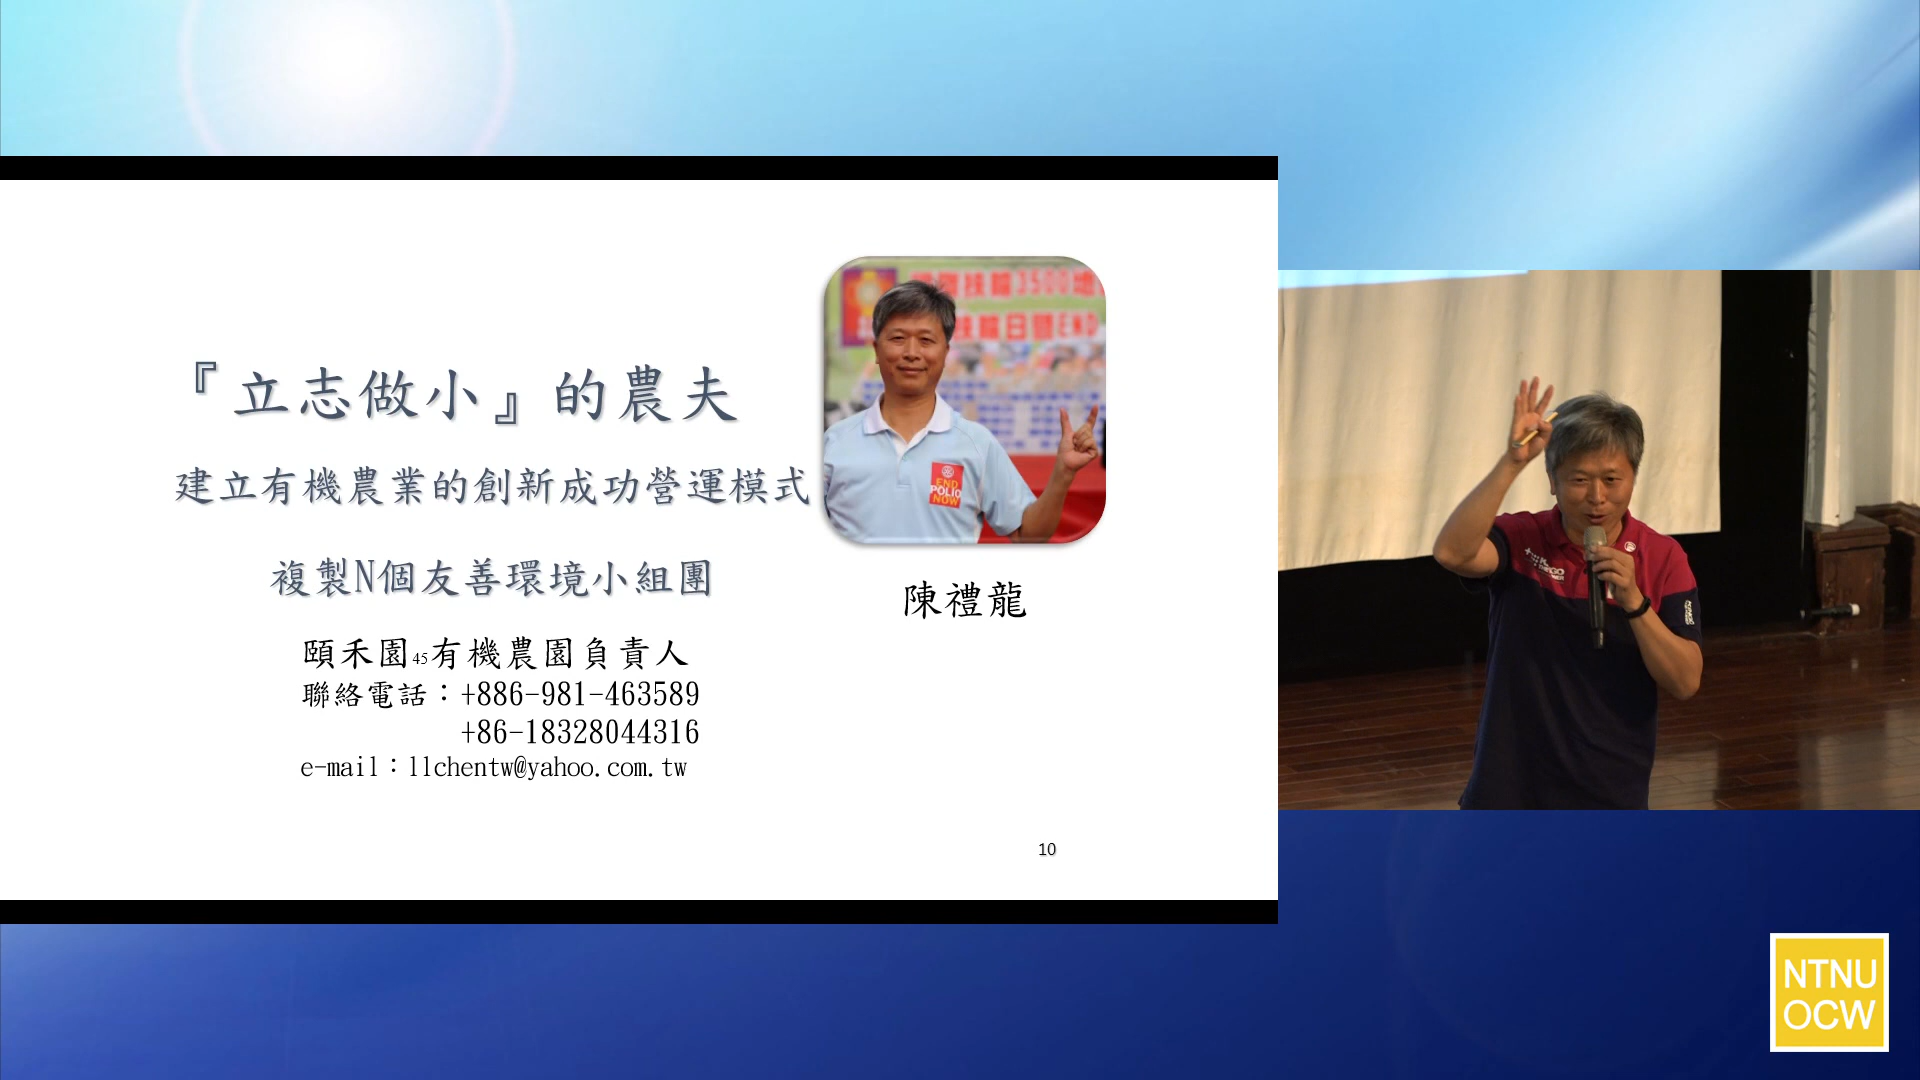 『立志做小』的農夫
建立有機農業的創新成功營運模式
複製N個友善環境小組團
頤禾園45有機農園負責人
聯絡電話：+886-981-463589
+86-18328044316
e-mail：llchentw@yahoo.com.tw
END
POLIO
NOW
陳禮龍
10
NTNU
OCW